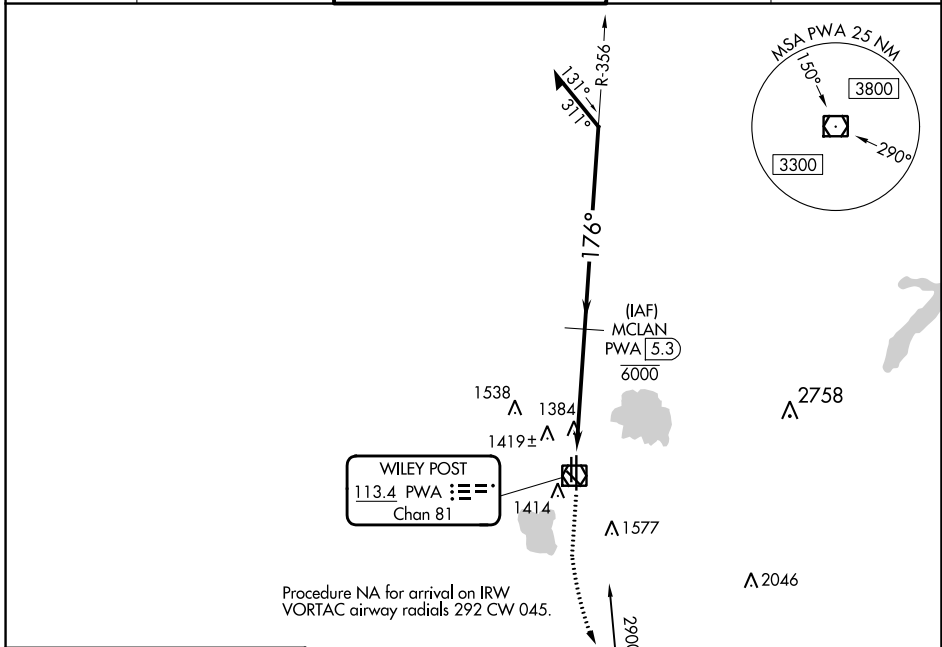 R-356
131°
311°
MSA PWA 25 NM
150°
3800
290°
3300
176°
(IAF)
MCLAN
PWA 5.3
6000
1538
1384
2758
1419±
WILEY POST
113.4 PWA
Chan 81
1414
1577
2046
Procedure NA for arrival on IRW
VORTAC airway radials 292 CW 045.
2900